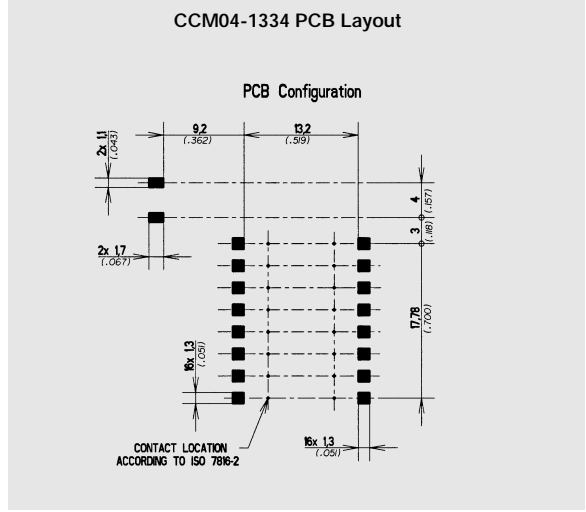 CCM04-1334 PCB Layout
PCB Configuration
2x 1,1
(.043)
9,2
(.362)
13,2
(.519)
4
(.157)
3
(.118)
2x 1,7
(.067)
17,78
(.700)
16x 1,3
(.051)
16x 1,3
(.051)
CONTACT LOCATION
ACCORDING TO ISO 7816-2